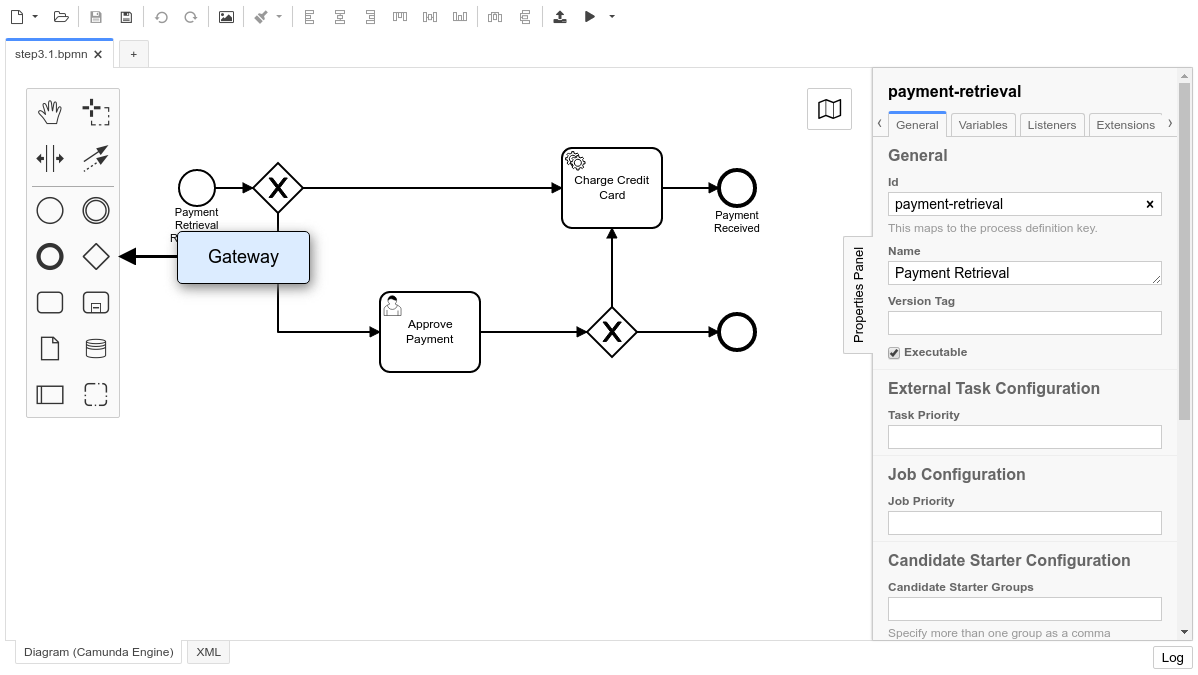 step3.1.bpmn
+
payment-retrieval
General
Variables
Listeners
Extensions
General
Id
payment-retrieval
This maps to the process definition key.
Name
Payment Retrieval
Version Tag
Executable
External Task Configuration
Task Priority
Job Configuration
Job Priority
Candidate Starter Configuration
Candidate Starter Groups
Specify more than one group as a comma
Properties Panel
Payment
Retrieval
Gateway
Charge Credit
Card
Payment
Received
Approve
Payment
Diagram (Camunda Engine)
XML
Log